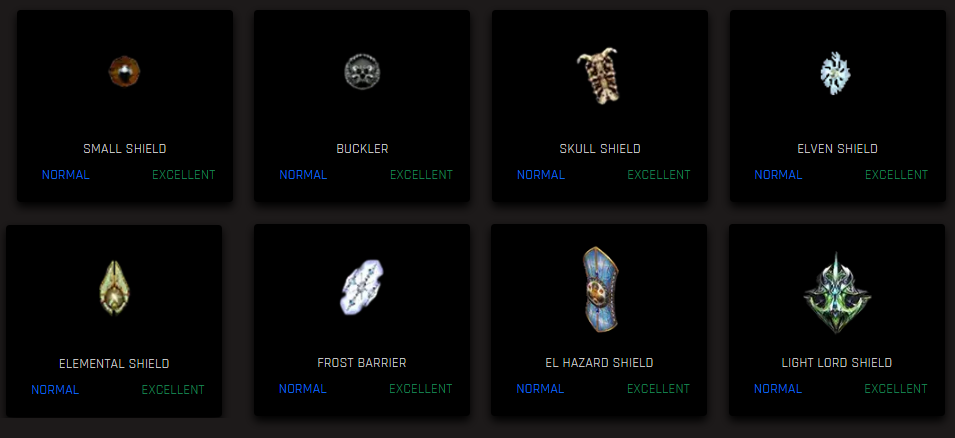 SMALL SHIELD
NORMAL EXCELLENT
BUCKLER
NORMAL EXCELLENT
SKULL SHIELD
NORMAL EXCELLENT
ELVEN SHIELD
NORMAL EXCELLENT
ELEMENTAL SHIELD
NORMAL EXCELLENT
FROST BARRIER
NORMAL EXCELLENT
EL HAZARD SHIELD
NORMAL EXCELLENT
LIGHT LORD SHIELD
NORMAL EXCELLENT